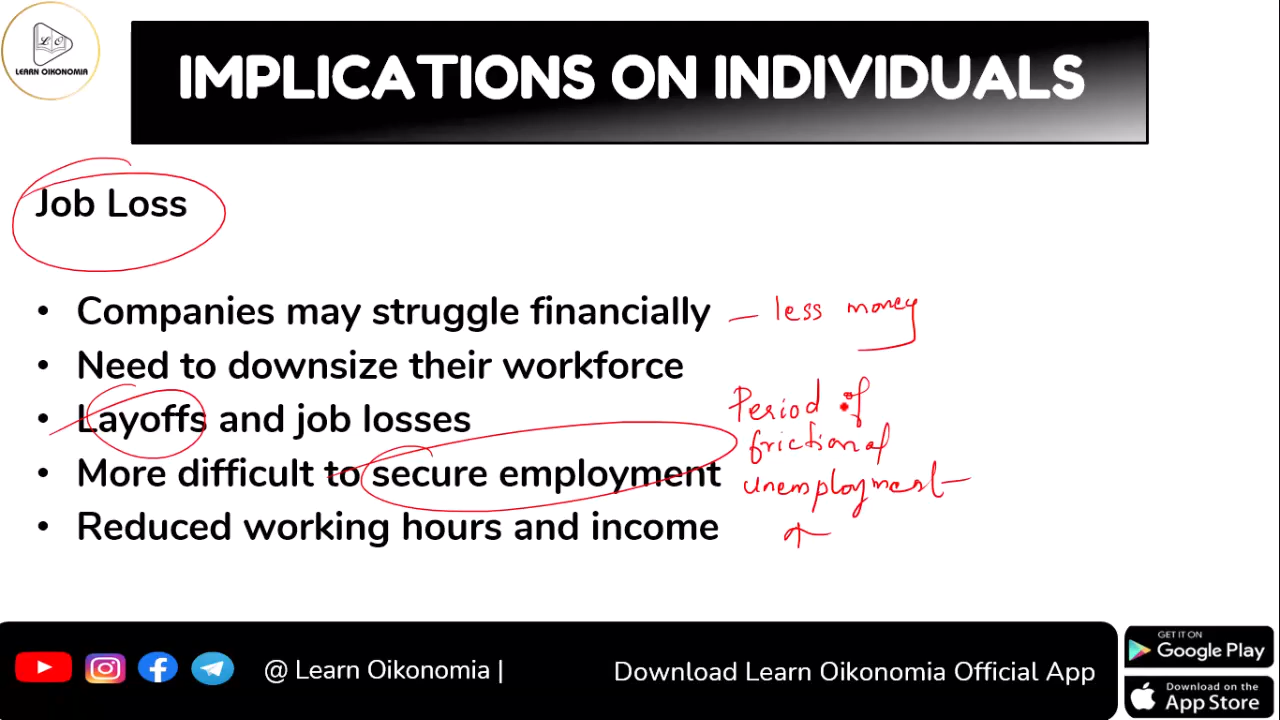 LO
LEARN OIKONOMIA
IMPLICATIONS ON INDIVIDUALS
Job Loss
• Companies may struggle financially – less money
• Need to downsize their workforce
• Layoffs and job losses
• More difficult to secure employment
• Reduced working hours and income
Period of
frictional
unemployment
↑
@ Learn Oikonomia |
Download Learn Oikonomia Official App
GET IT ON
Google Play
Download on the
App Store